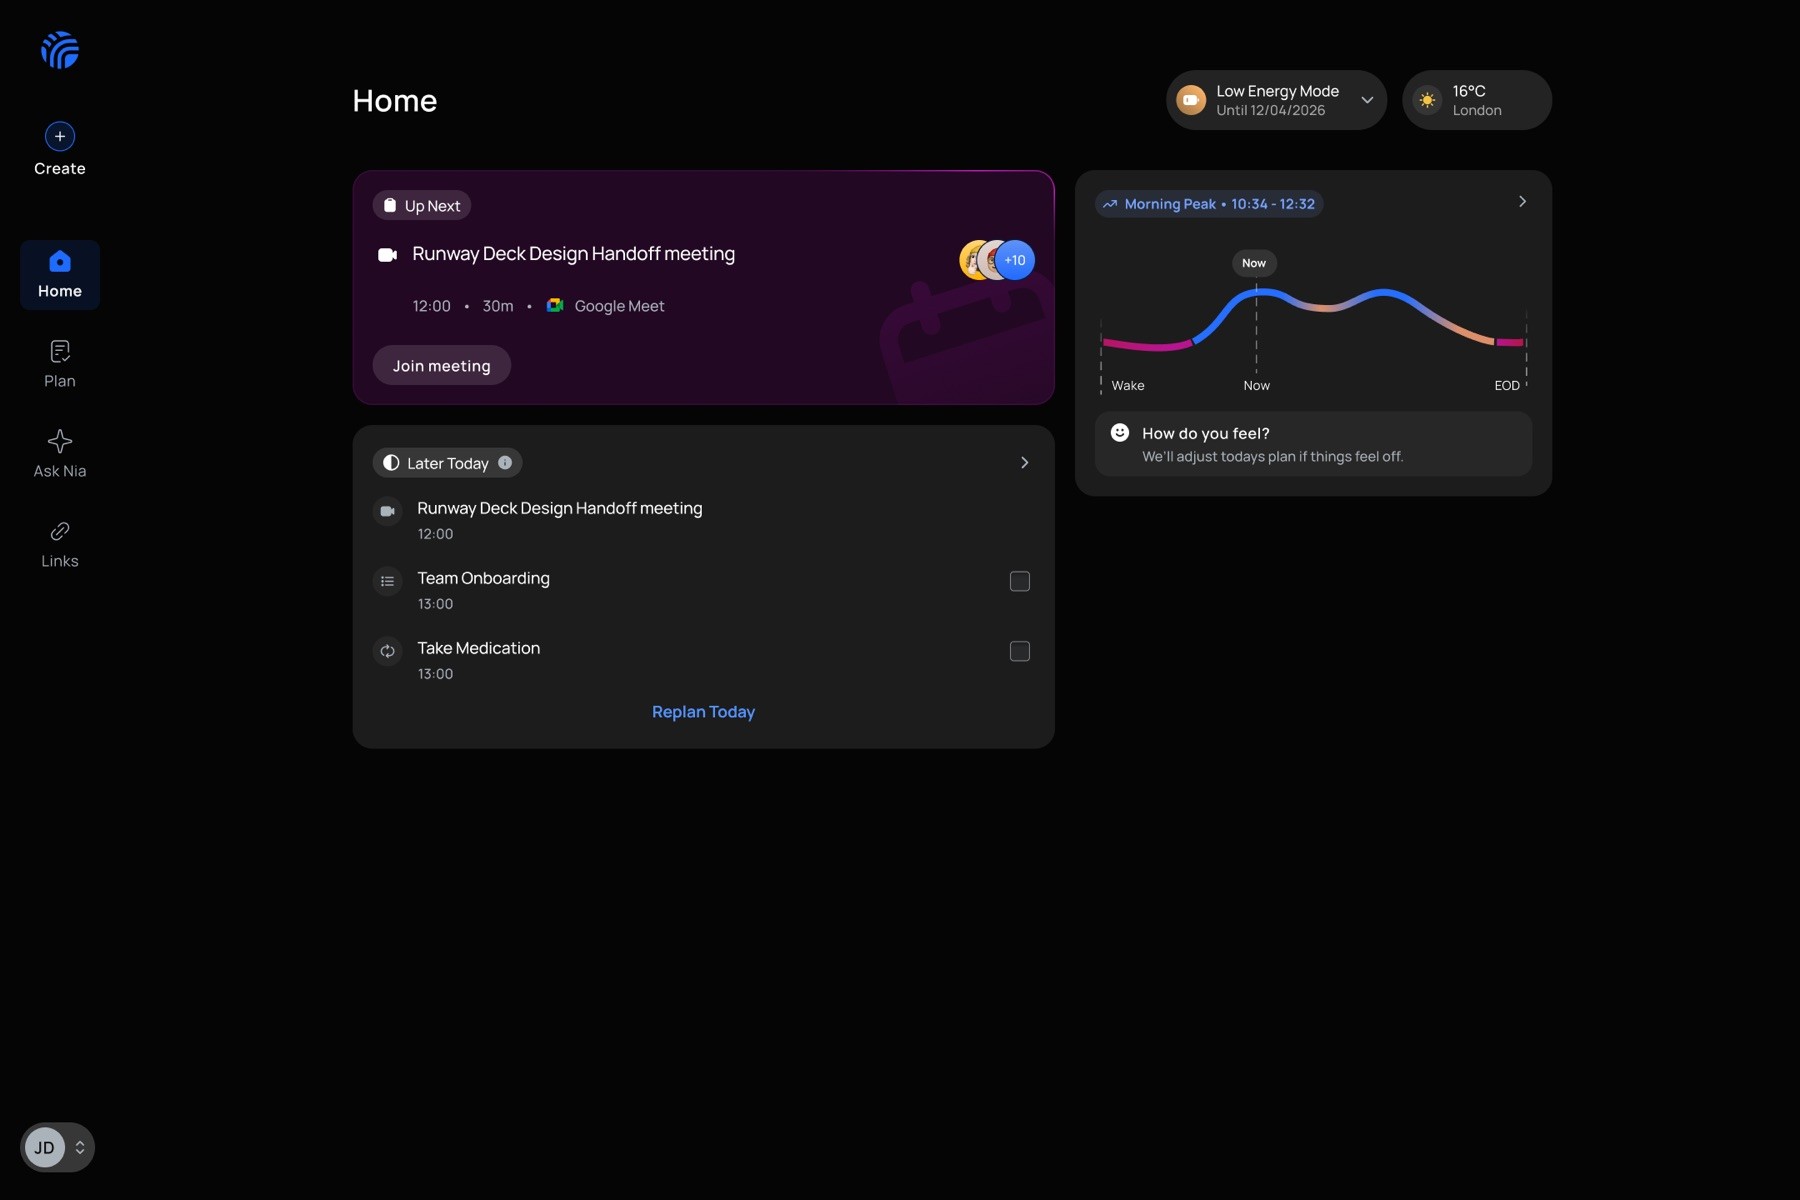 Create
Home
Plan
Ask Nia
Links
JD
Home
Low Energy Mode
Until 12/04/2026
16°C
London
Up Next
Runway Deck Design Handoff meeting
+10
12:00 • 30m • Google Meet
Join meeting
Later Today
Runway Deck Design Handoff meeting
12:00
Team Onboarding
13:00
Take Medication
13:00
Replan Today
Morning Peak • 10:34 - 12:32
Now
Wake Now EOD
How do you feel?
We'll adjust todays plan if things feel off.